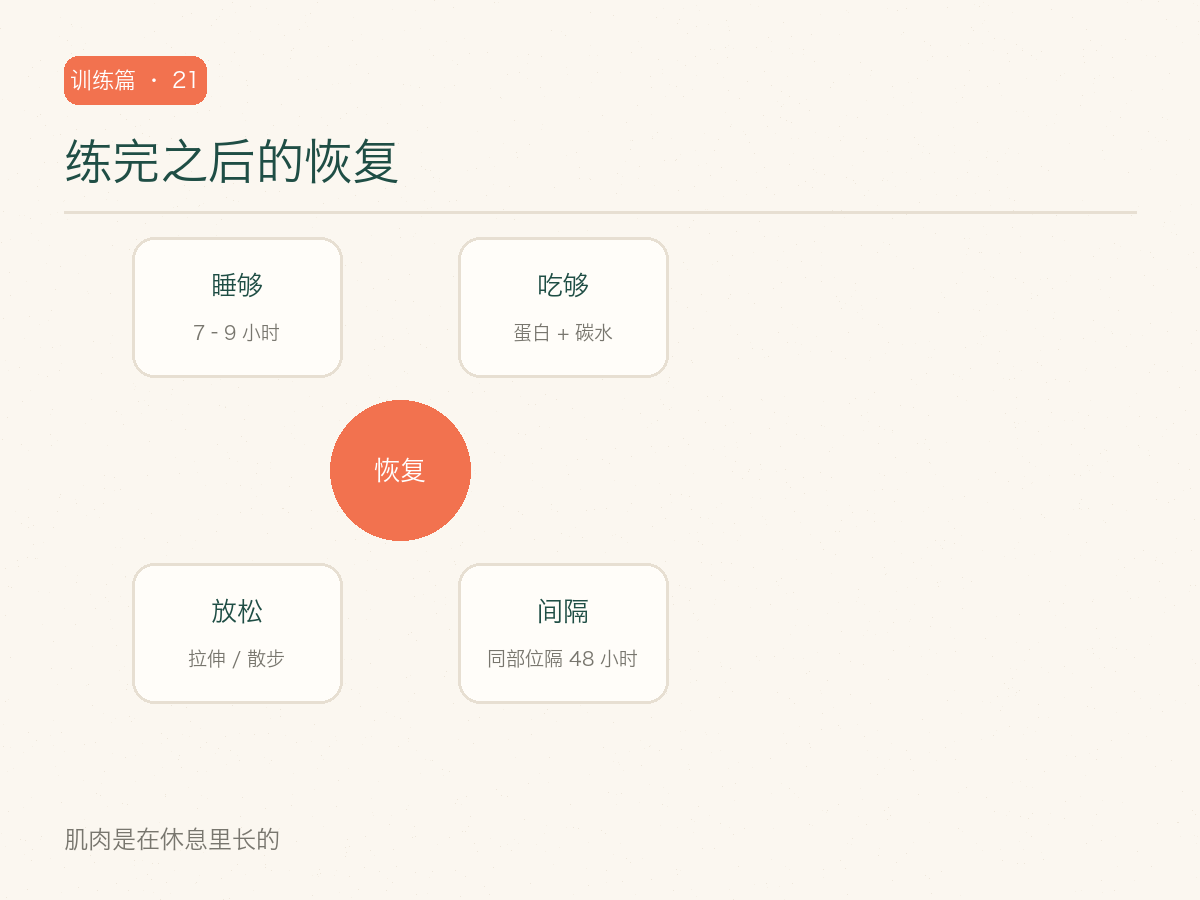 训练篇 · 21
练完之后的恢复
睡够
7 - 9 小时
吃够
蛋白 + 碳水
恢复
放松
拉伸 / 散步
间隔
同部位隔 48 小时
肌肉是在休息里长的